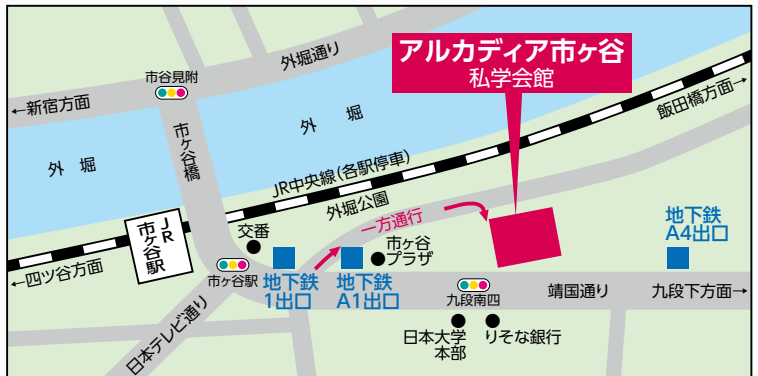 外堀通り
アルカディア市ヶ谷
私学会館
市谷見附
←新宿方面
飯田橋方面→
外 堀
市ヶ谷橋
外 堀
JR中央線(各駅停車)
外堀公園
一方通行
JR
市ヶ谷駅
交番
市ヶ谷
プラザ
地下鉄
A4出口
←四ツ谷方面
市ヶ谷駅
地下鉄
1出口
地下鉄
A1出口
九段南四
靖国通り
九段下方面→
日本テレビ通り
日本大学
本部
りそな銀行